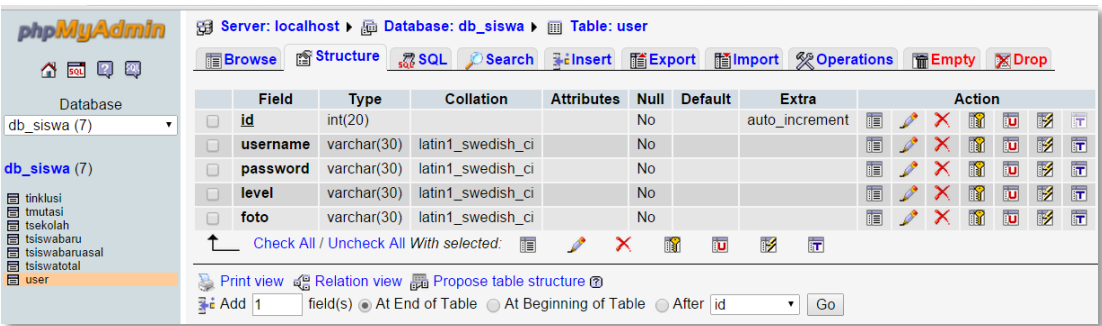 phpMyAdmin
SQL
Database
db_siswa (7)
db_siswa (7)
tinklusi
tmutasi
tsekolah
tsiswabaru
tsiswabaruasal
tsiswatotal
user
Server: localhost Database: db_siswa Table: user
Browse Structure SQL Search Insert Export Import Operations Empty Drop
Field Type Collation Attributes Null Default Extra Action
id int(20) No auto_increment
username varchar(30) latin1_swedish_ci No
password varchar(30) latin1_swedish_ci No
level varchar(30) latin1_swedish_ci No
foto varchar(30) latin1_swedish_ci No
Check All / Uncheck All With selected:
Print view Relation view Propose table structure
Add 1 field(s) At End of Table At Beginning of Table After id Go